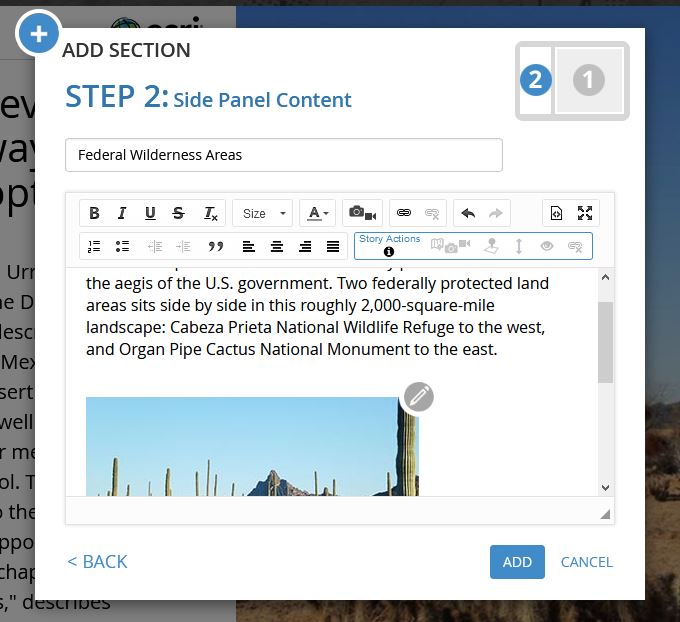 esri
ADD SECTION
STEP 2: Side Panel Content
2 1
Federal Wilderness Areas
B I U S Tx Size A
Story Actions
the aegis of the U.S. government. Two federally protected land
areas sits side by side in this roughly 2,000-square-mile
landscape: Cabeza Prieta National Wildlife Refuge to the west,
and Organ Pipe Cactus National Monument to the east.
< BACK
ADD
CANCEL
s," describes